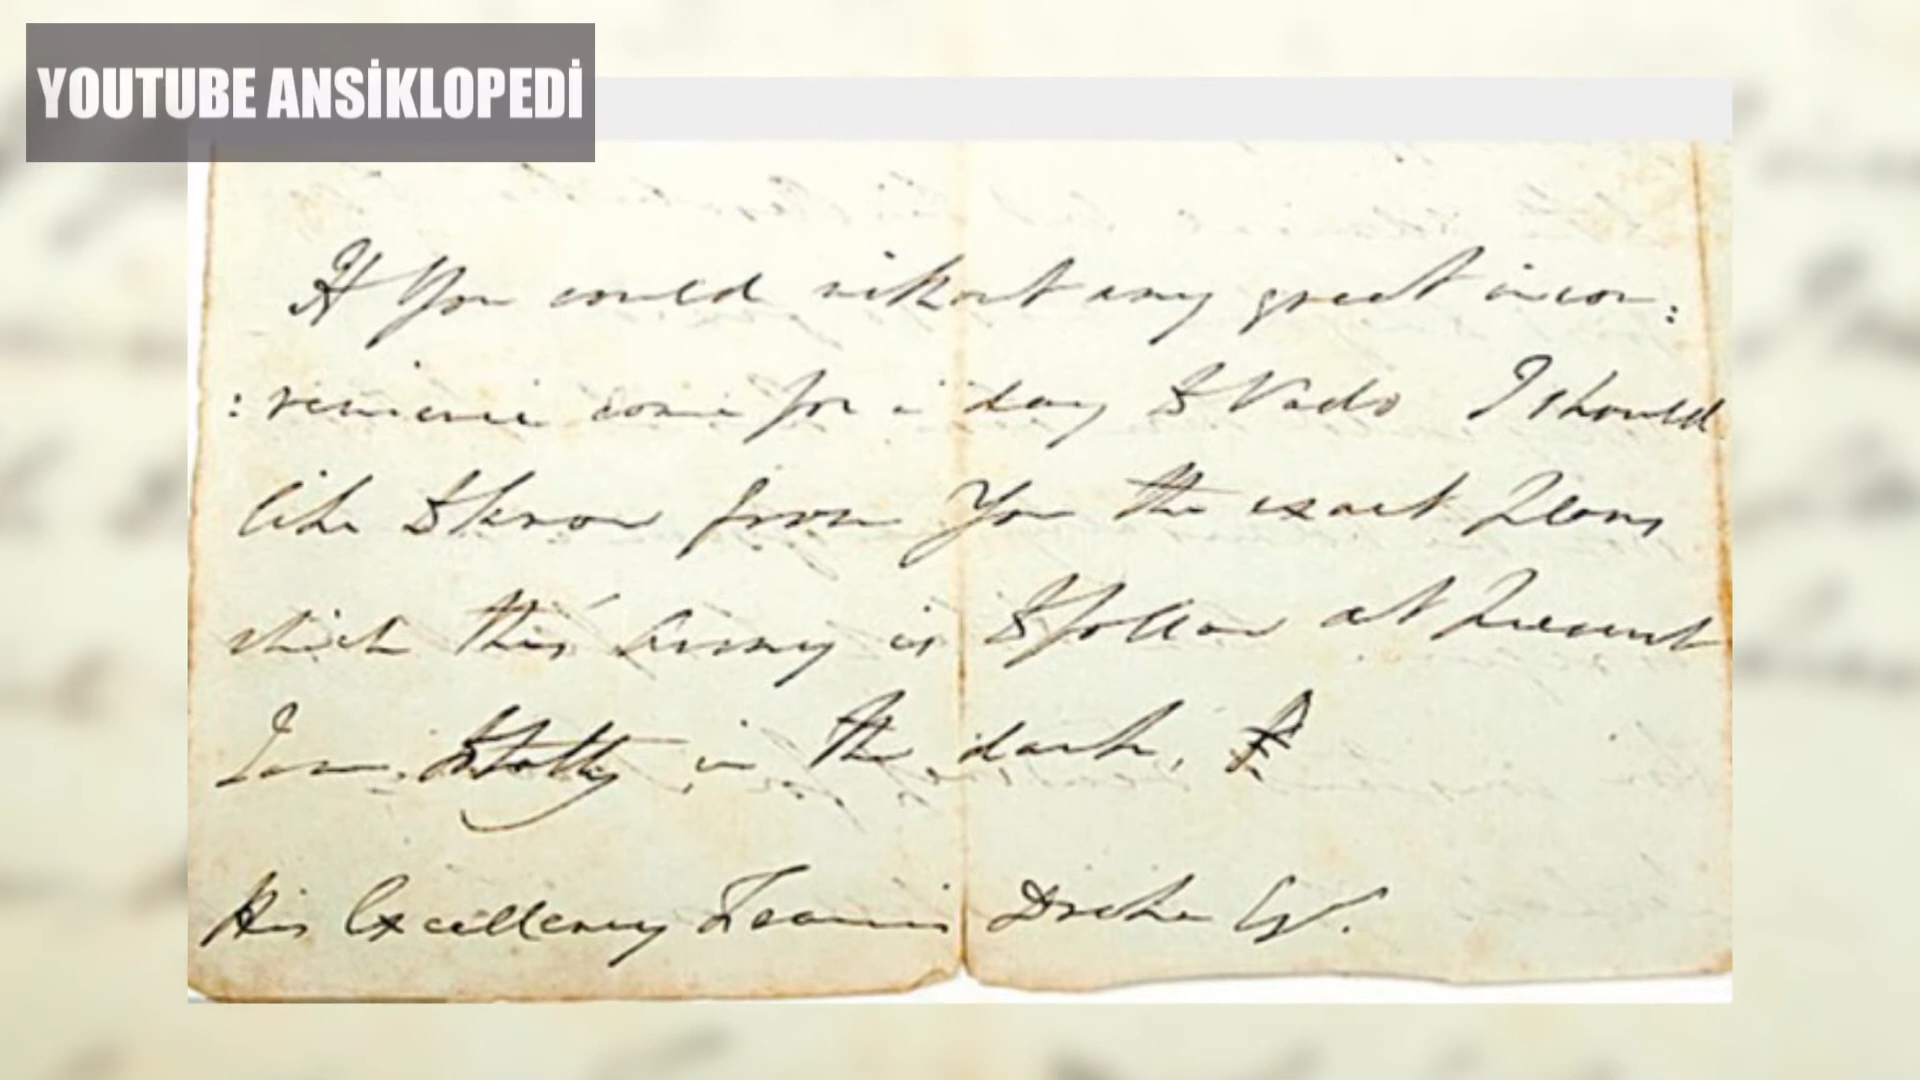 YOUTUBE ANSİKLOPEDİ
If You could without any great incon:
:venience come for a day to Vado I should
like to know from You the exact plans
which this Army is to follow at present
I am totally in the dark,
His Excellency Francis Drake Esq.